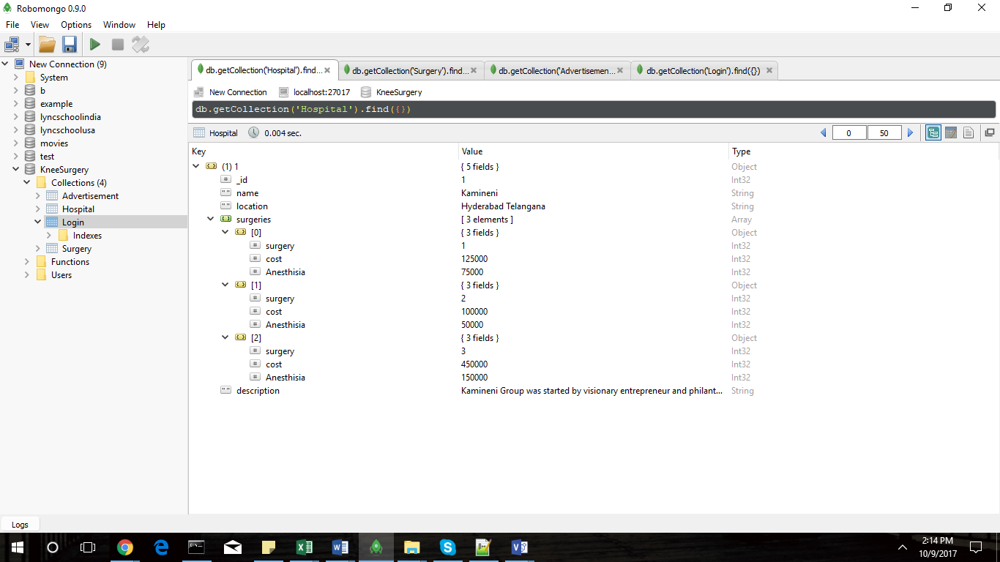 Robomongo 0.9.0
File View Options Window Help
New Connection (9)
System
b
example
lyncschoolindia
lyncschoolusa
movies
test
KneeSurgery
Collections (4)
Advertisement
Hospital
Login
Indexes
Surgery
Functions
Users
db.getCollection('Hospital').find... db.getCollection('Surgery').find... db.getCollection('Advertisemen... db.getCollection('Login').find({})
New Connection localhost:27017 KneeSurgery
db.getCollection('Hospital').find({})
Hospital 0.004 sec. 0 50
Key Value Type
(1) 1 { 5 fields } Object
_id 1 Int32
name Kamineni String
location Hyderabad Telangana String
surgeries [ 3 elements ] Array
[0] { 3 fields } Object
surgery 1 Int32
cost 125000 Int32
Anesthisia 75000 Int32
[1] { 3 fields } Object
surgery 2 Int32
cost 100000 Int32
Anesthisia 50000 Int32
[2] { 3 fields } Object
surgery 3 Int32
cost 450000 Int32
Anesthisia 150000 Int32
description Kamineni Group was started by visionary entrepreneur and philant... String
Logs
2:14 PM
10/9/2017